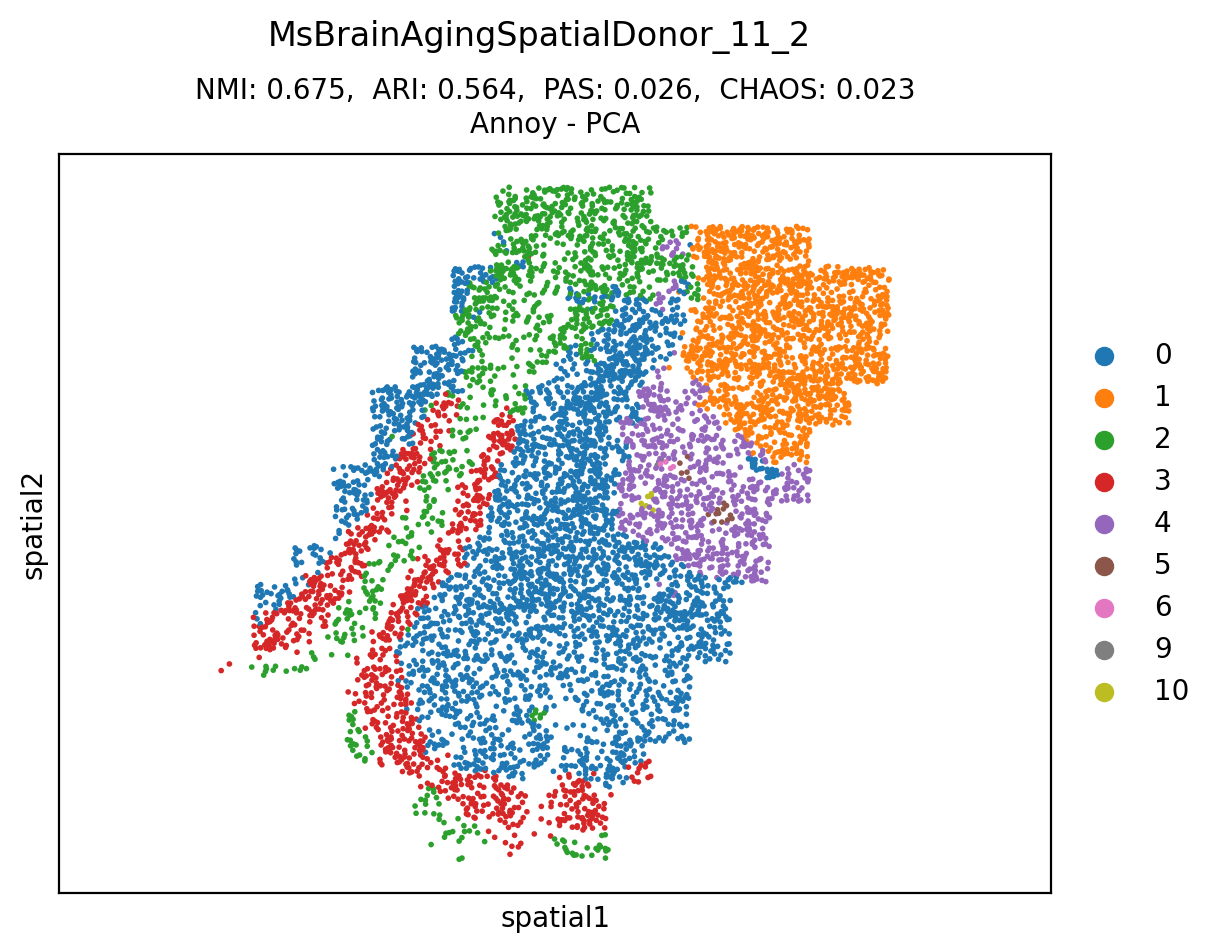 MsBrainAgingSpatialDonor_11_2
NMI: 0.675,  ARI: 0.564,  PAS: 0.026,  CHAOS: 0.023
Annoy - PCA
spatial2
0
1
2
3
4
5
6
9
10
spatial1